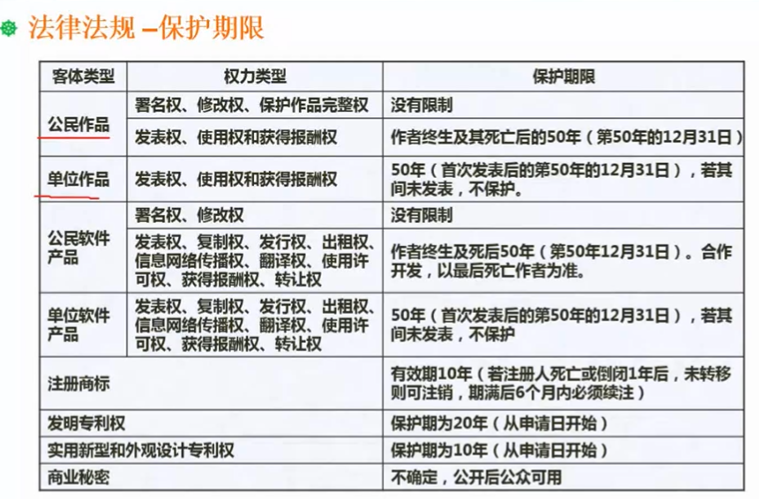 法律法规 –保护期限
客体类型 权力类型 保护期限
公民作品
署名权、修改权、保护作品完整权 没有限制
发表权、使用权和获得报酬权 作者终生及其死亡后的50年（第50年的12月31日）
单位作品 发表权、使用权和获得报酬权
50年（首次发表后的第50年的12月31日），若其
间未发表，不保护。
公民软件
产品
署名权、修改权 没有限制
发表权、复制权、发行权、出租权、
信息网络传播权、翻译权、使用许
可权、获得报酬权、转让权
作者终生及死后50年（第50年12月31日）。合作
开发，以最后死亡作者为准。
单位软件
产品
发表权、复制权、发行权、出租权、
信息网络传播权、翻译权、使用许
可权、获得报酬权、转让权
50年（首次发表后的第50年的12月31日），若其
间未发表，不保护
注册商标
有效期10年（若注册人死亡或倒闭1年后，未转移
则可注销，期满后6个月内必须续注）
发明专利权 保护期为20年（从申请日开始）
实用新型和外观设计专利权 保护期为10年（从申请日开始）
商业秘密 不确定，公开后公众可用